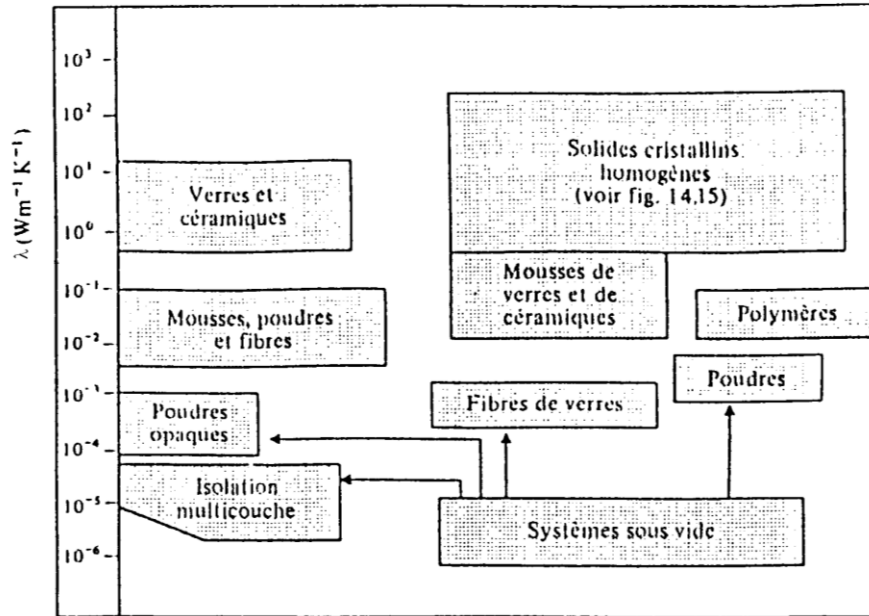 λ (Wm⁻¹ K⁻¹)
10³
10²
10¹
10⁰
10⁻¹
10⁻²
10⁻³
10⁻⁴
10⁻⁵
10⁻⁶
Verres et
céramiques
Mousses, poudres
et fibres
Poudres
opaques
Isolation
multicouche
Solides cristallins
homogènes
(voir fig. 14.15)
Mousses de
verres et de
céramiques
Polymères
Poudres
Fibres de verres
Systèmes sous vide